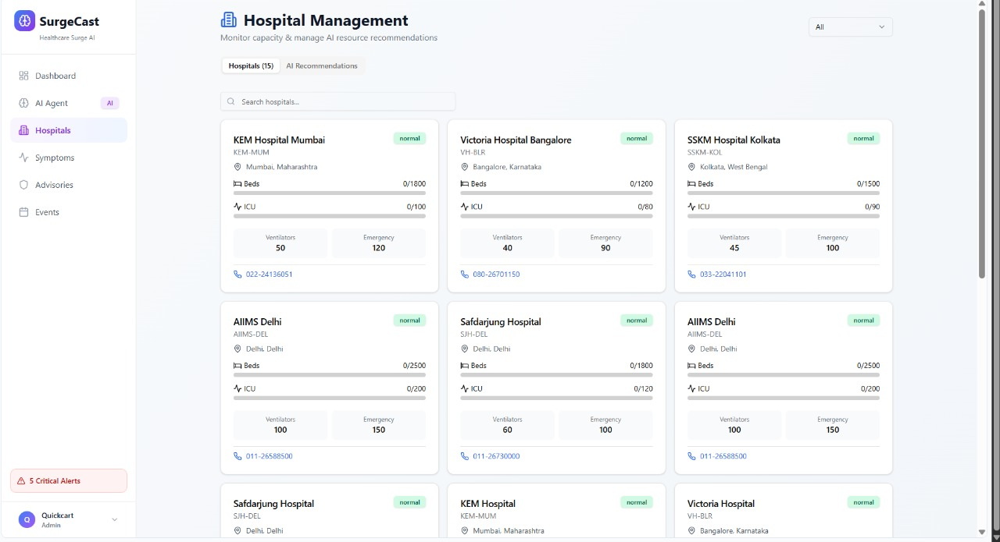 SurgeCast
Healthcare Surge AI
Dashboard
AI Agent AI
Hospitals
Symptoms
Advisories
Events
5 Critical Alerts
Q Quickcart
Admin
Hospital Management
Monitor capacity & manage AI resource recommendations
All
Hospitals (15) AI Recommendations
Search hospitals...
KEM Hospital Mumbai normal
KEM-MUM
Mumbai, Maharashtra
Beds 0/1800
ICU 0/100
Ventilators Emergency
50 120
022-24136051
Victoria Hospital Bangalore normal
VH-BLR
Bangalore, Karnataka
Beds 0/1200
ICU 0/80
Ventilators Emergency
40 90
080-26701150
SSKM Hospital Kolkata normal
SSKM-KOL
Kolkata, West Bengal
Beds 0/1500
ICU 0/90
Ventilators Emergency
45 100
033-22041101
AIIMS Delhi normal
AIIMS-DEL
Delhi, Delhi
Beds 0/2500
ICU 0/200
Ventilators Emergency
100 150
011-26588500
Safdarjung Hospital normal
SJH-DEL
Delhi, Delhi
Beds 0/1800
ICU 0/120
Ventilators Emergency
60 100
011-26730000
AIIMS Delhi normal
AIIMS-DEL
Delhi, Delhi
Beds 0/2500
ICU 0/200
Ventilators Emergency
100 150
011-26588500
Safdarjung Hospital normal
SJH-DEL
Delhi, Delhi
KEM Hospital normal
KEM-MUM
Mumbai, Maharashtra
Victoria Hospital normal
VH-BLR
Bangalore, Karnataka